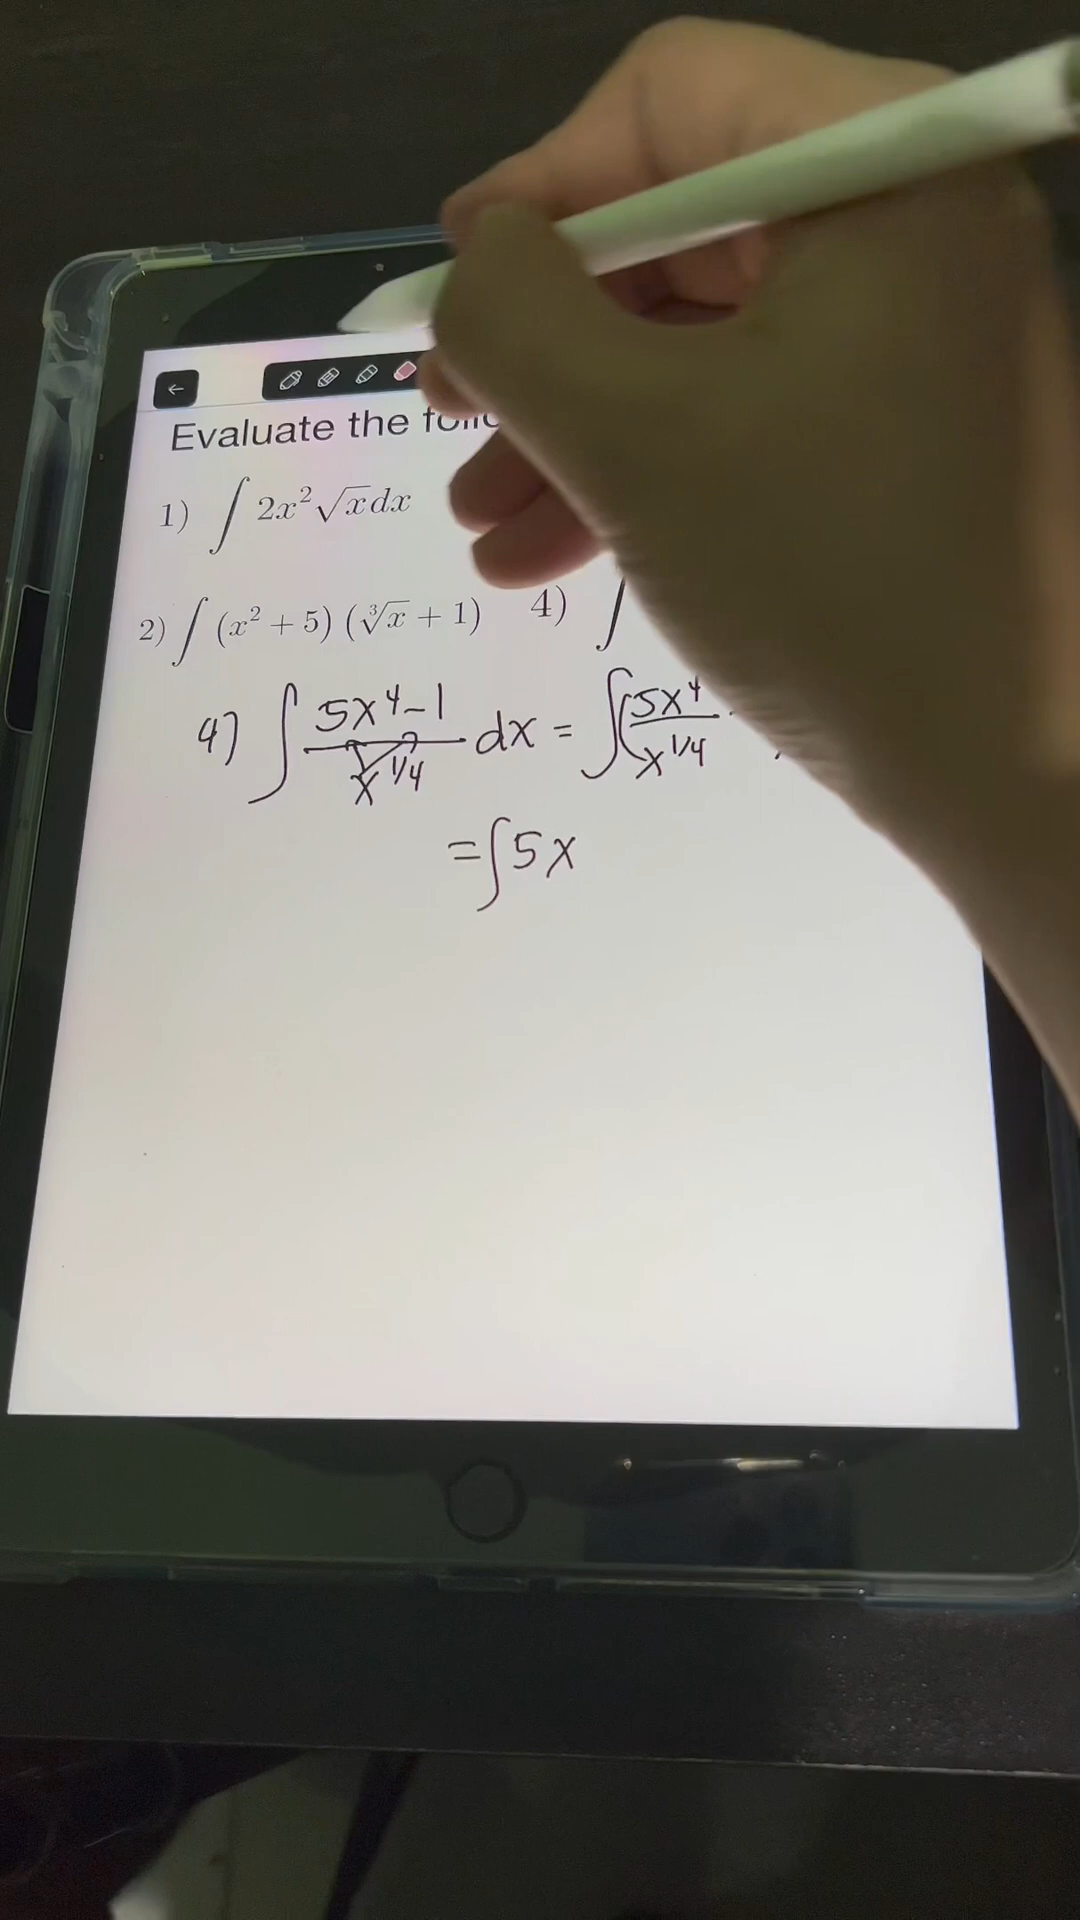 Evaluate the
1) ∫ 2x² √x dx
2) ∫ (x² + 5) (∛x + 1) 4) ∫
4) ∫ (5x⁴ − 1)/(x^{1/4}) dx = ∫ (5x⁴/x^{1/4}
= ∫ 5x